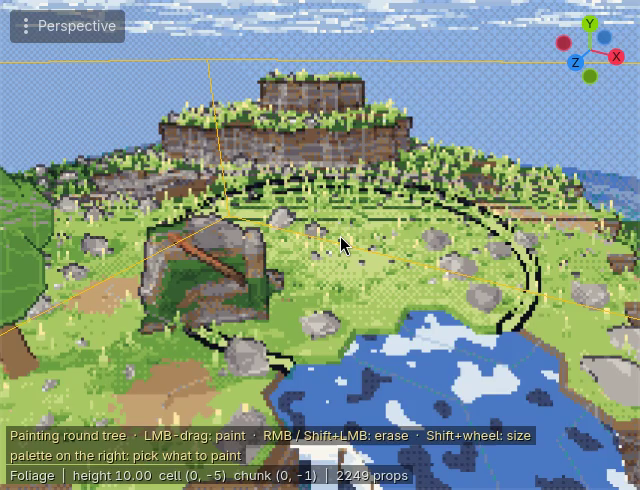 Perspective
Y
X
Z
Painting round tree · LMB-drag: paint · RMB / Shift+LMB: erase · Shift+wheel: size
palette on the right: pick what to paint
Foliage | height 10.00 cell (0, -5) chunk (0, -1) | 2249 props